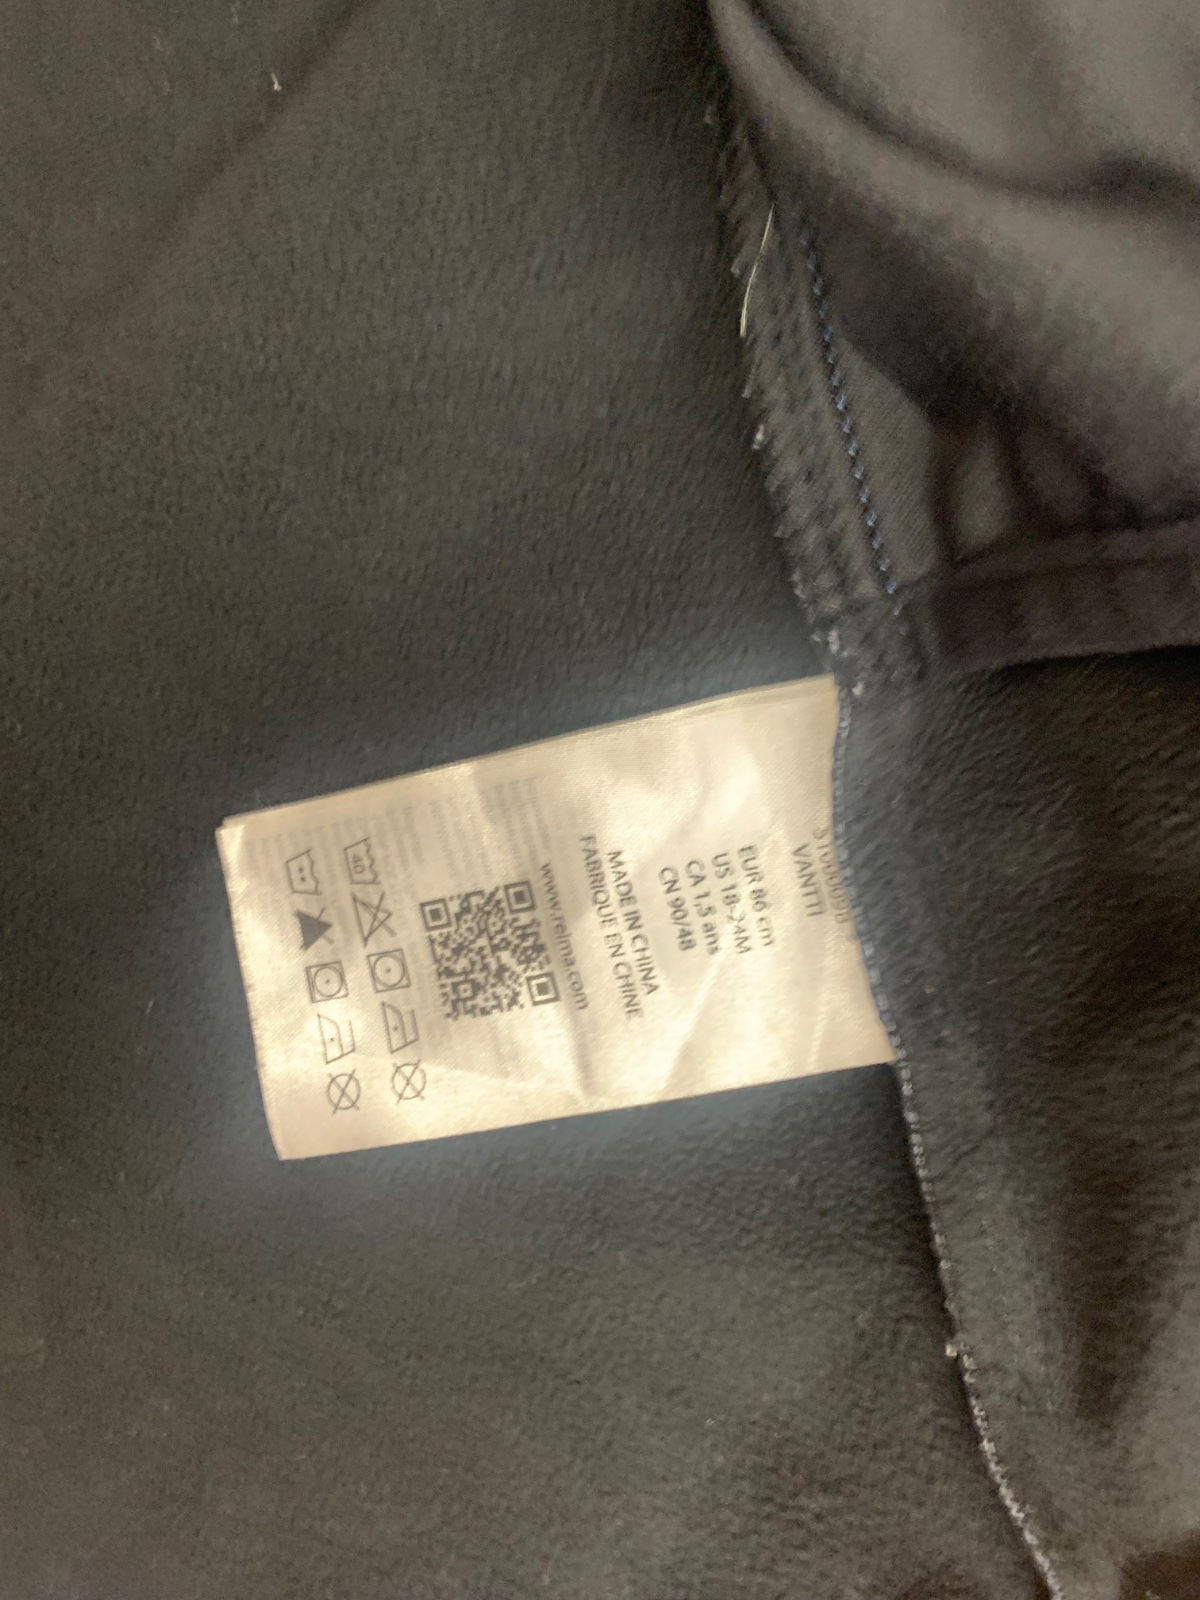 VANTTI
EUR 86 cm
US 18-24M
CA 1,5 ans
CN 90/48
MADE IN CHINA
FABRIQUE EN CHINE
www.reima.com
40